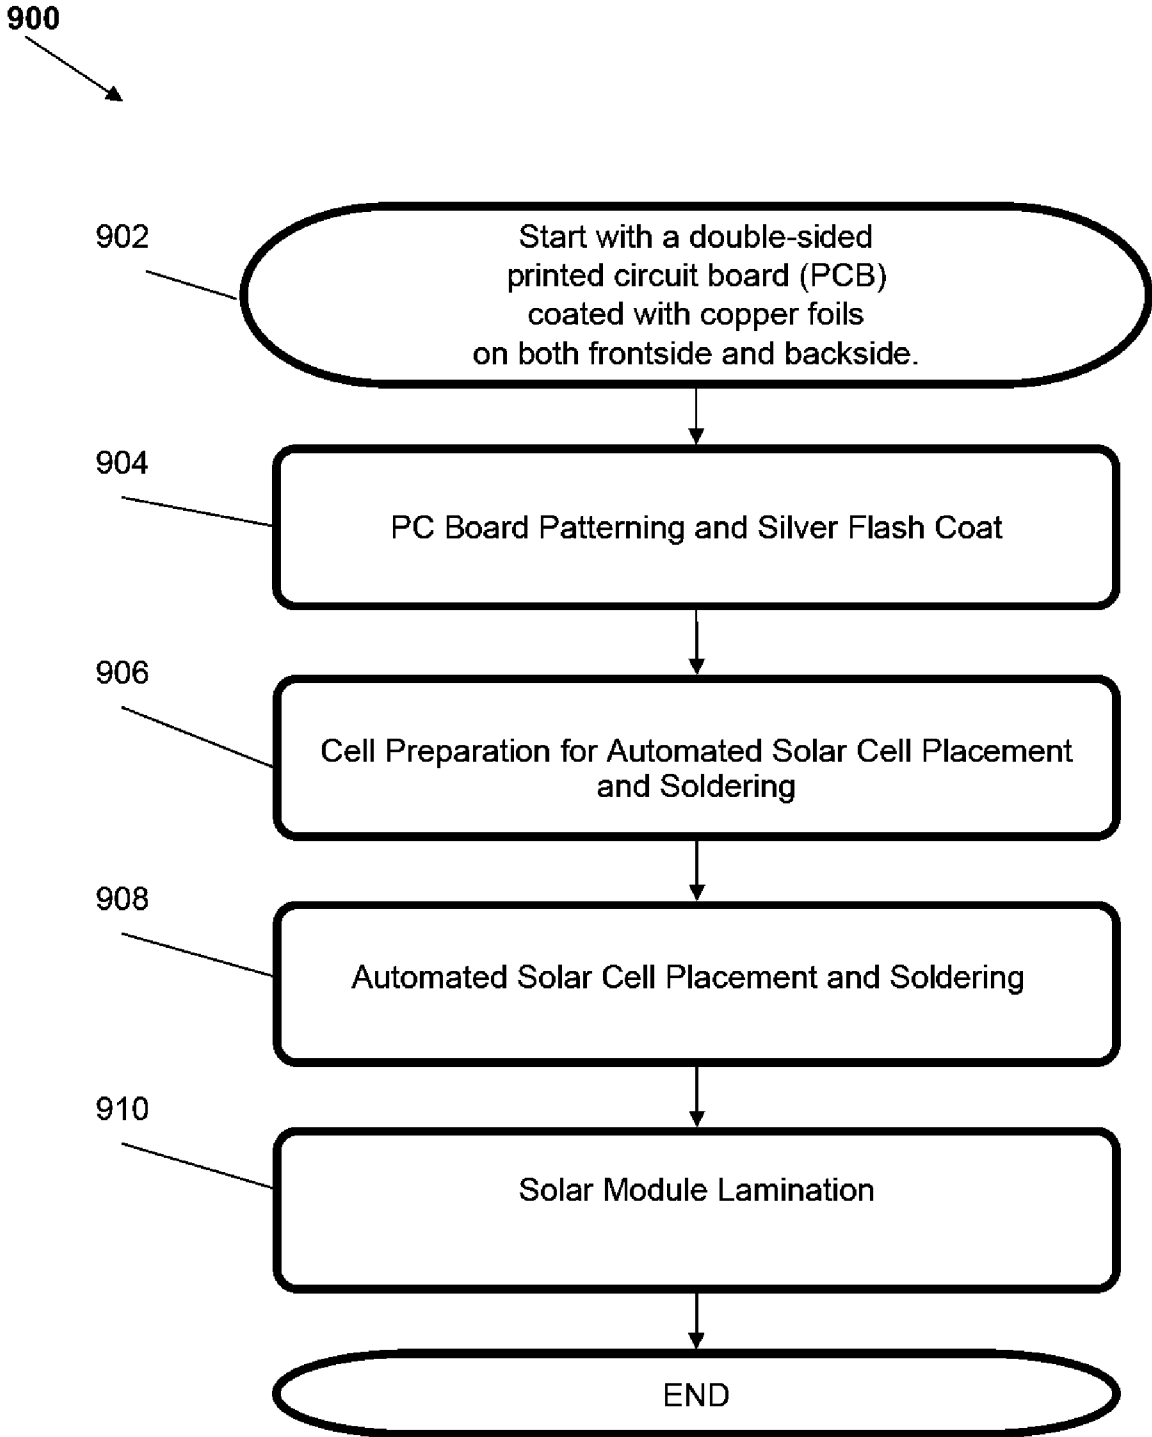 900
902
Start with a double-sided
printed circuit board (PCB)
coated with copper foils
on both frontside and backside.
904
PC Board Patterning and Silver Flash Coat
906
Cell Preparation for Automated Solar Cell Placement
and Soldering
908
Automated Solar Cell Placement and Soldering
910
Solar Module Lamination
END